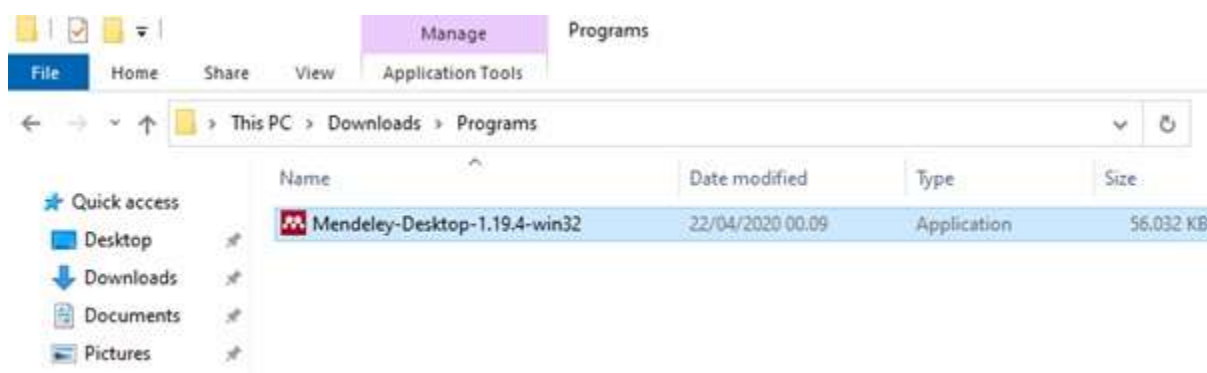 Manage Programs
File Home Share View Application Tools
This PC > Downloads > Programs
Name Date modified Type Size
Quick access
Mendeley-Desktop-1.19.4-win32 22/04/2020 00.09 Application 56.032 KB
Desktop
Downloads
Documents
Pictures